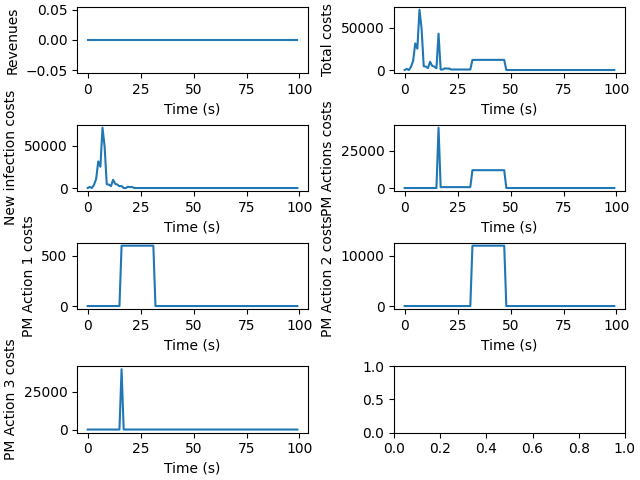 Revenues
0.05
0.00
−0.05
0 25 50 75 100
Time (s)
Total costs
50000
0
0 25 50 75 100
Time (s)
New infection costs
50000
0
0 25 50 75 100
Time (s)
PM Actions costs
25000
0
0 25 50 75 100
Time (s)
PM Action 1 costs
500
0
0 25 50 75 100
Time (s)
PM Action 2 costs
10000
0
0 25 50 75 100
Time (s)
PM Action 3 costs
25000
0
0 25 50 75 100
Time (s)
1.0
0.5
0.0
0.0 0.2 0.4 0.6 0.8 1.0